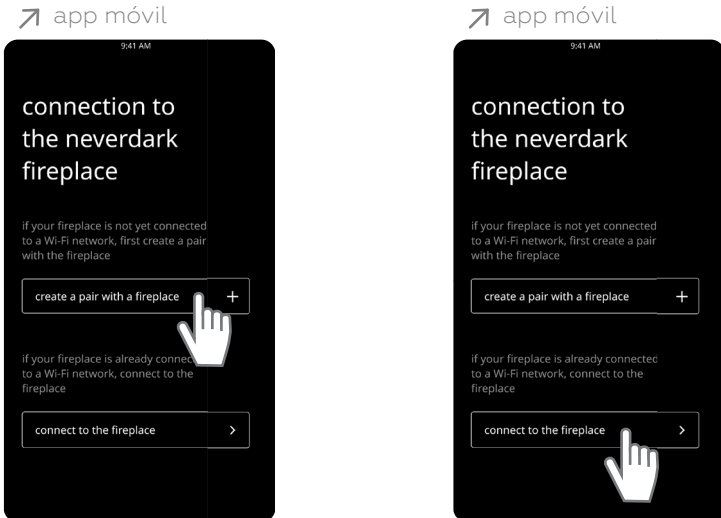 app móvil
9:41 AM
connection to
the neverdark
fireplace
if your fireplace is not yet connected
to a Wi-Fi network, first create a pair
with the fireplace
create a pair with a fireplace +
if your fireplace is already connec
to a Wi-Fi network, connect to the
fireplace
connect to the fireplace >
app móvil
9:41 AM
connection to
the neverdark
fireplace
if your fireplace is not yet connected
to a Wi-Fi network, first create a pair
with the fireplace
create a pair with a fireplace +
if your fireplace is already connected
to a Wi-Fi network, connect to the
fireplace
connect to the fireplace >